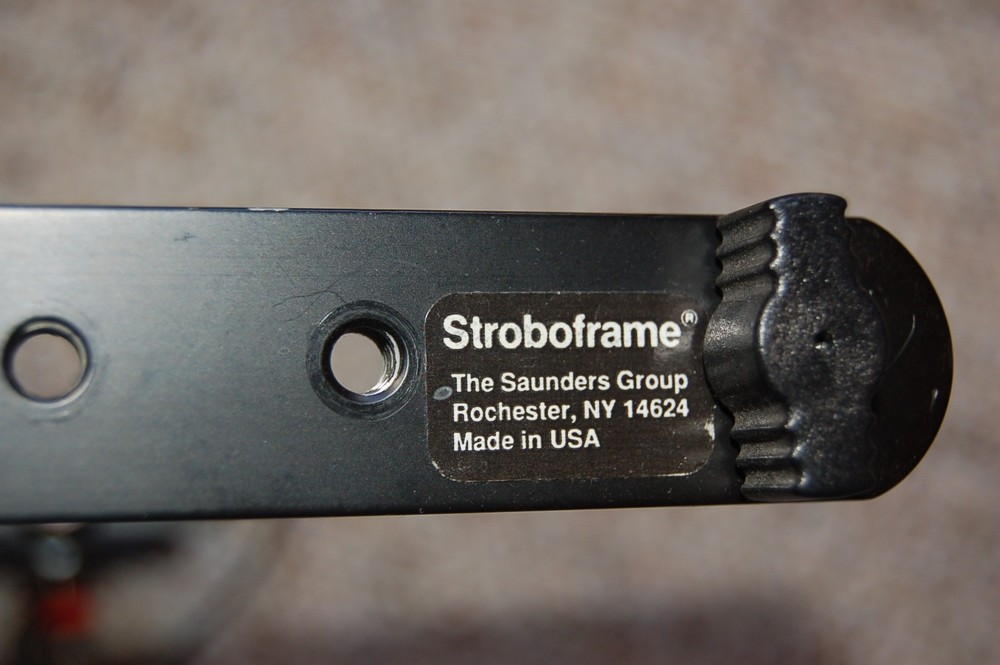 Stroboframe®
The Saunders Group
Rochester, NY 14624
Made in USA